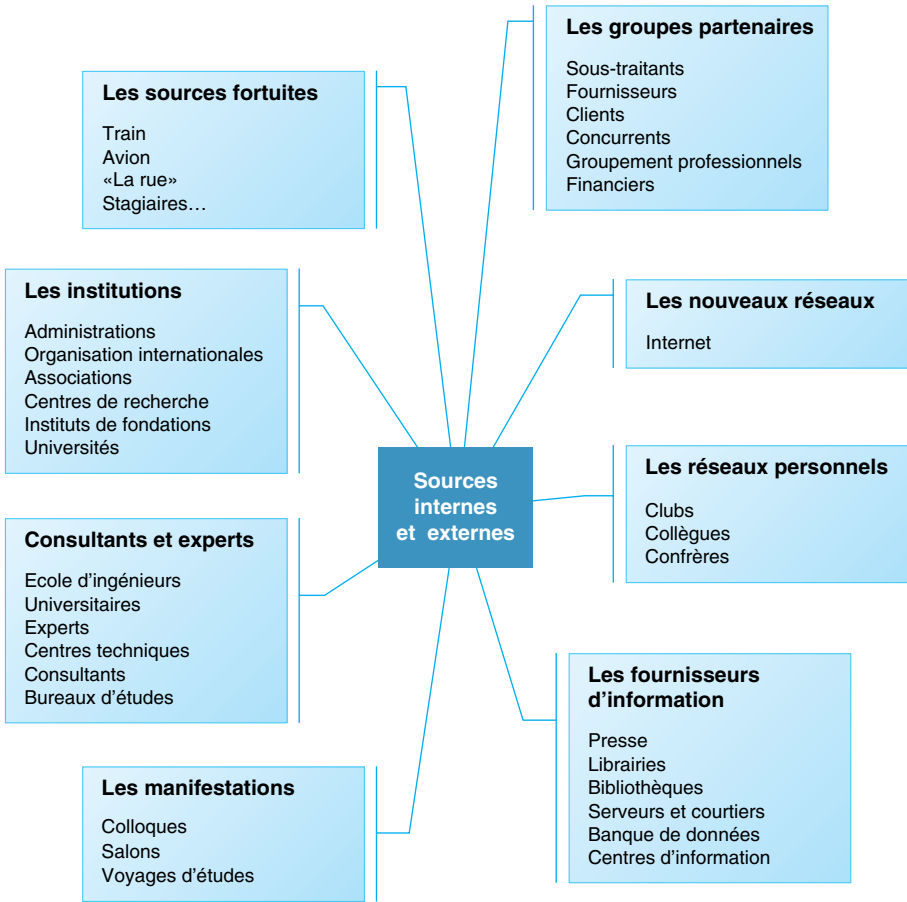 Les groupes partenaires
Sous-traitants
Fournisseurs
Clients
Concurrents
Groupement professionnels
Financiers
Les sources fortuites
Train
Avion
«La rue»
Stagiaires…
Les institutions
Administrations
Organisation internationales
Associations
Centres de recherche
Instituts de fondations
Universités
Les nouveaux réseaux
Internet
Sources
internes
et externes
Les réseaux personnels
Clubs
Collègues
Confrères
Consultants et experts
Ecole d’ingénieurs
Universitaires
Experts
Centres techniques
Consultants
Bureaux d’études
Les fournisseurs
d’information
Presse
Librairies
Bibliothèques
Serveurs et courtiers
Banque de données
Centres d’information
Les manifestations
Colloques
Salons
Voyages d’études